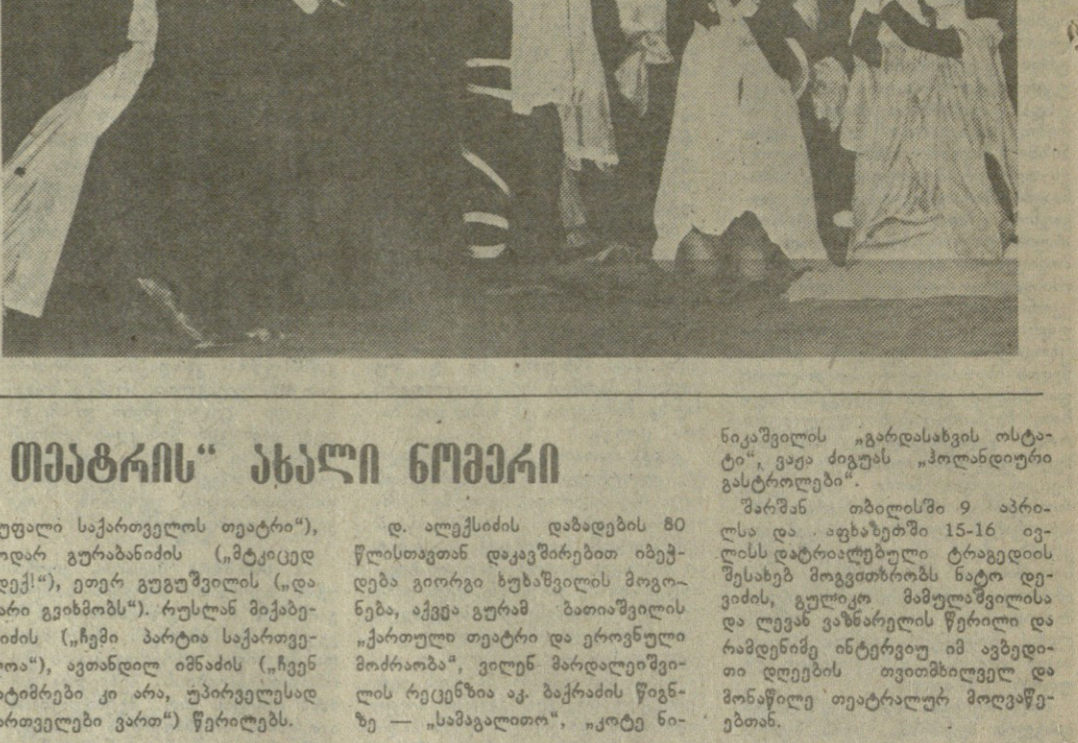 თეატრის“ ახალი ნომერი
უფალი საქართველოს თეატრი“),
ოდარ გურაბანიძის („მტკიცედ
დექ!“), ეთერ გუგუშვილის („და
არი გვიხმობს“). რუსლან მიქაბე-
იძის („ჩემი პარტია საქართვე-
ოა“), ავთანდილ იმნაძის („ჩვენ
ატიმრები კი არა, უპირველესად
ართველები ვართ“) წერილებს.
დ. ალექსიძის დაბადების 80
წლისთავთან დაკავშირებით იბეჭ-
დება გიორგი ხუხაშვილის მოგო-
ნება, აქვეა გურამ ბათიაშვილის
„ქართული თეატრი და ეროვნული
მოძრაობა“, ვილენ მარდალეიშვი-
ლის რეცენზია აკ. ბაქრაძის წიგნ-
ზე — „სამაგალითო“, „კოტე ნი-
ნიკაშვილის „გარდასახვის ოსტა-
ტი“, ვაჟა ძიგუას „ჰოლანდიური
გასტროლები“.
შარშან თბილისში 9 აპრი-
ლსა და აფხაზეთში 15-16 ივ-
ლისს დატრიალებული ტრაგედიის
შესახებ მოგვითხრობს ნატო დე-
ვიძის, გულიკო მამულაშვილისა
და ლევან ვაზნარელის წერილი და
რამდენიმე ინტერვიუ იმ ავბედი-
თი დღეების თვითმხილველ და
მონაწილე თეატრალურ მოღვაწე-
ებთან.